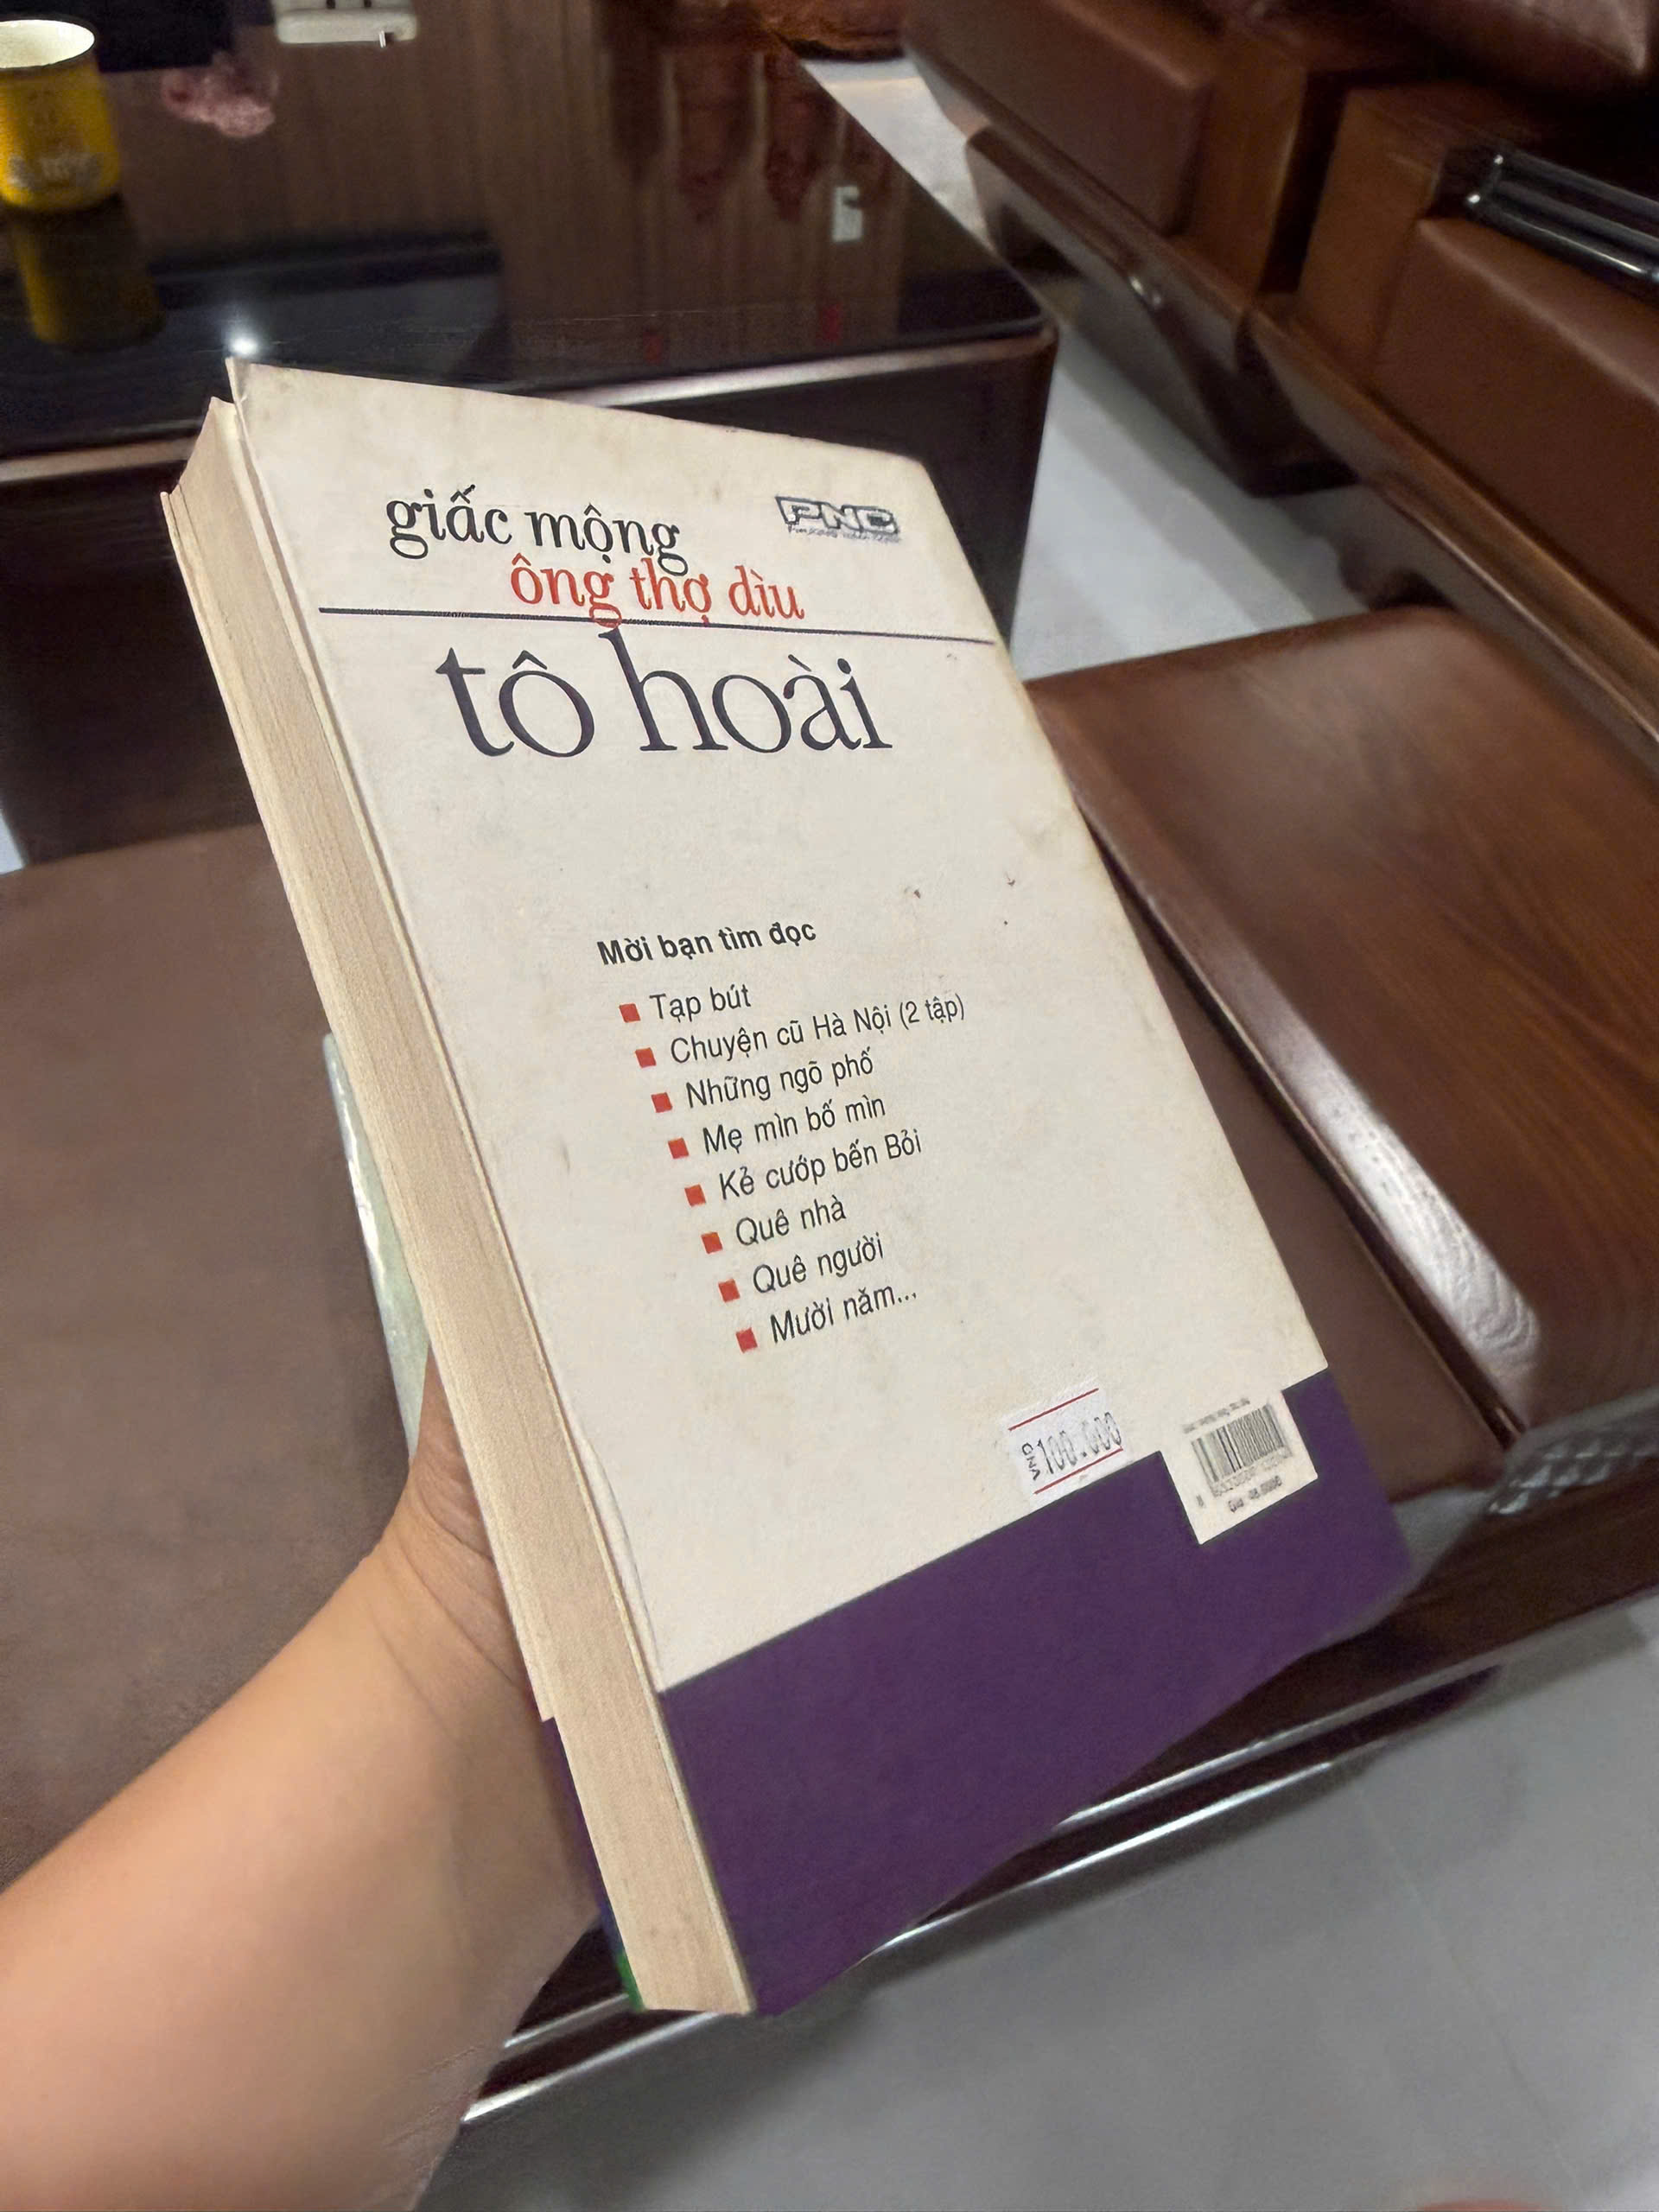 giấc mộng
PNC
ông thợ dìu
tô hoài
Mời bạn tìm đọc
Tạp bút
Chuyện cũ Hà Nội (2 tập)
Những ngõ phố
Mẹ mìn bố mìn
Kẻ cướp bến Bỏi
Quê nhà
Quê người
Mười năm...
VND 100.000